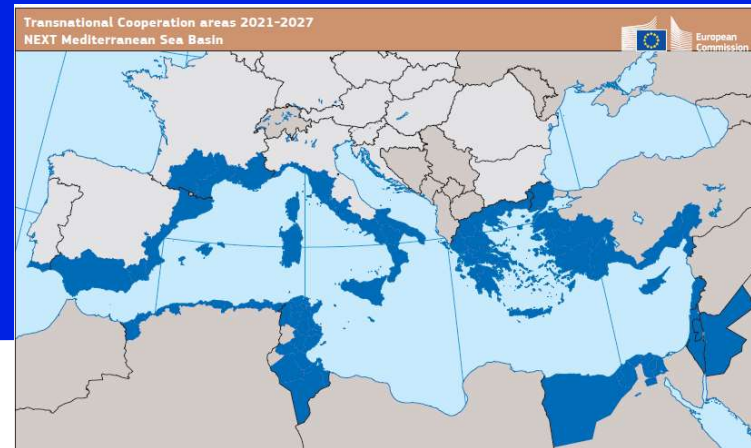 Transnational Cooperation areas 2021-2027
NEXT Mediterranean Sea Basin
European
Commission